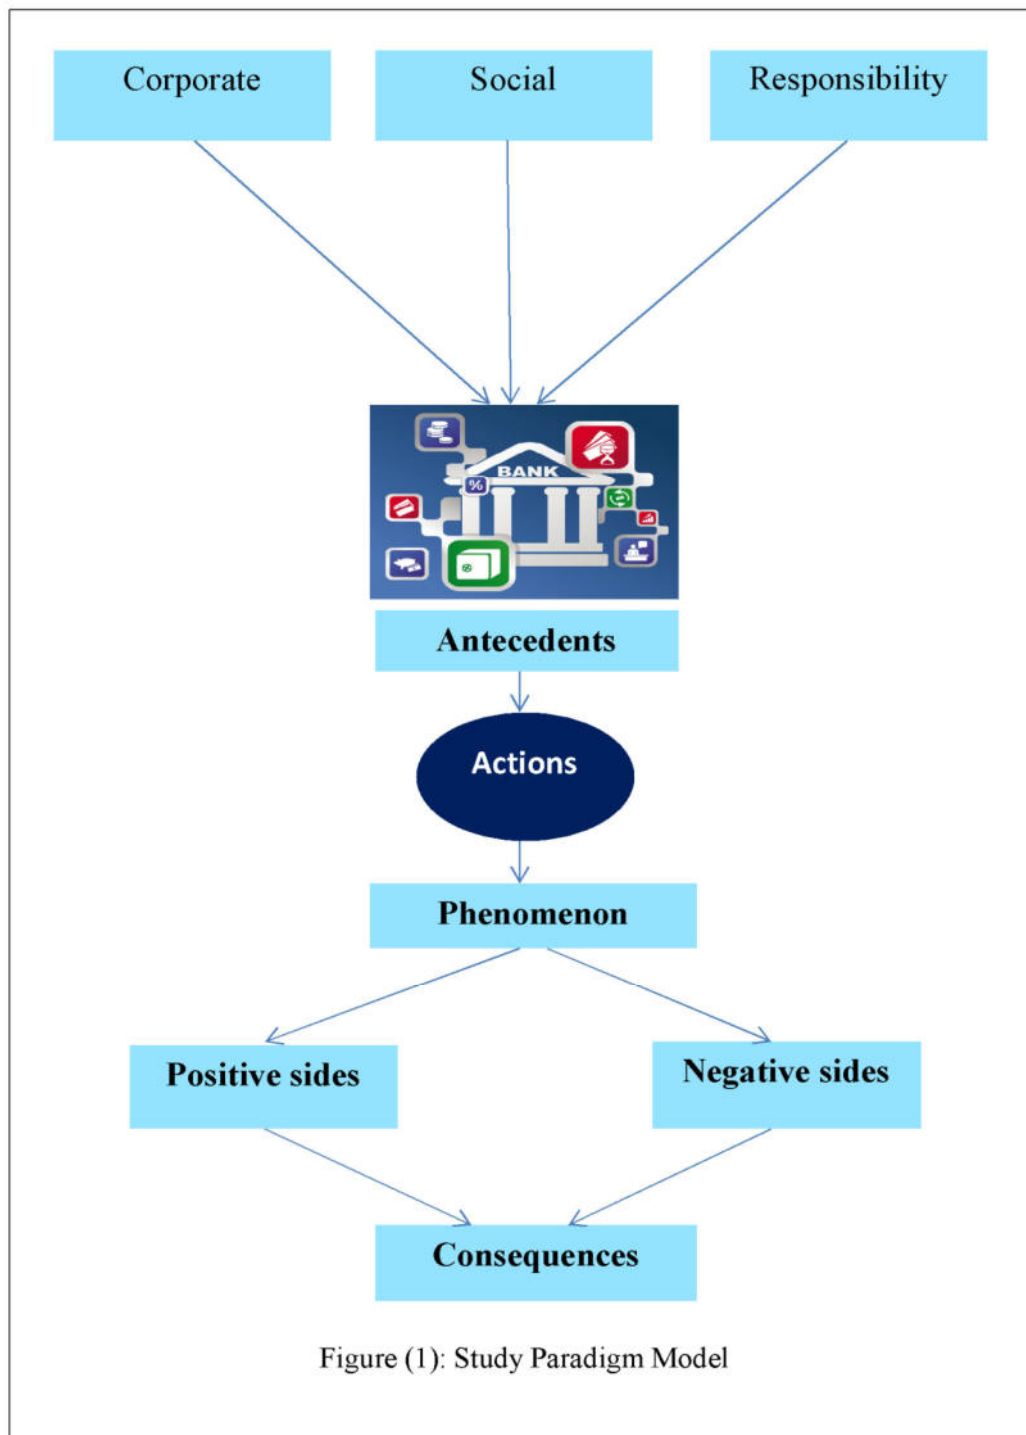 Corporate
Social
Responsibility
BANK
%
Antecedents
Actions
Phenomenon
Positive sides
Negative sides
Consequences
Figure (1): Study Paradigm Model